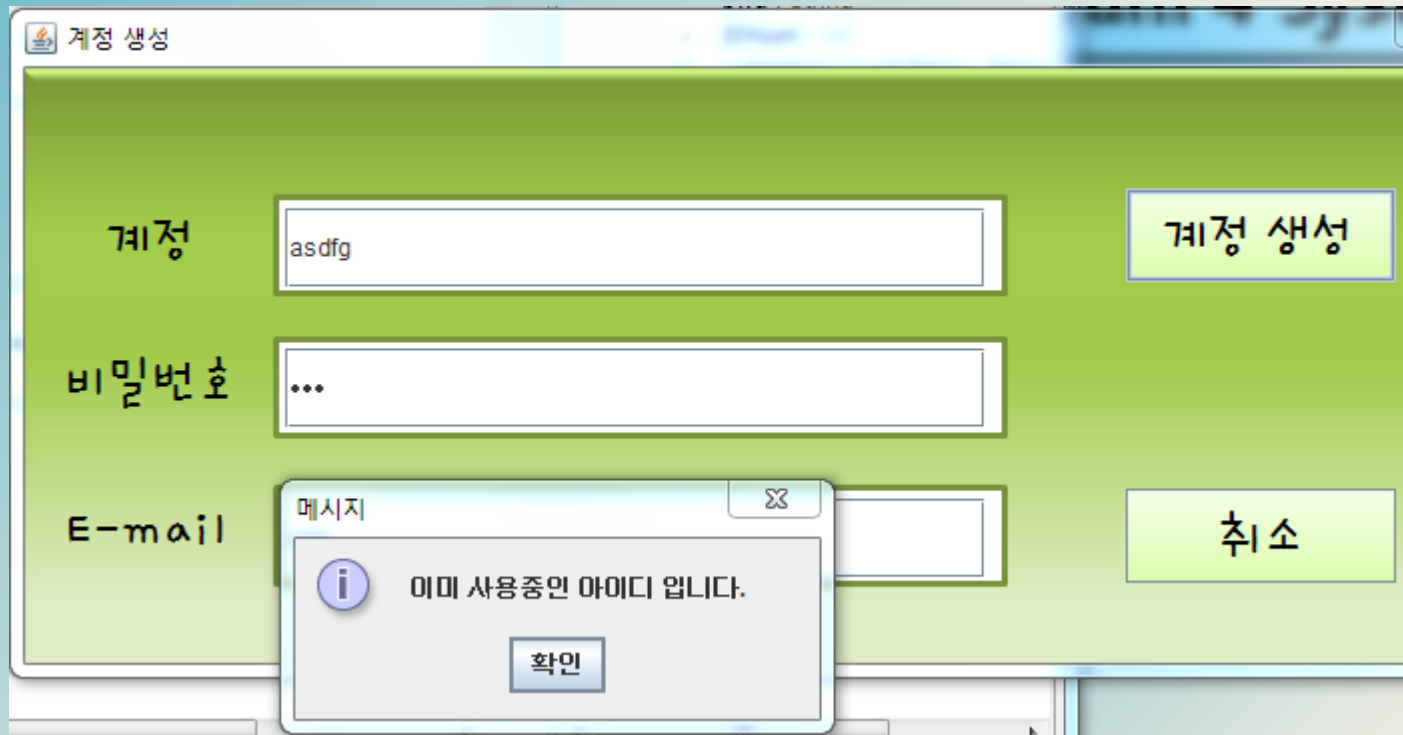 계정 생성
계정
asdfg
계정 생성
비밀번호
E-mail
취소
메시지
이미 사용중인 아이디 입니다.
확인